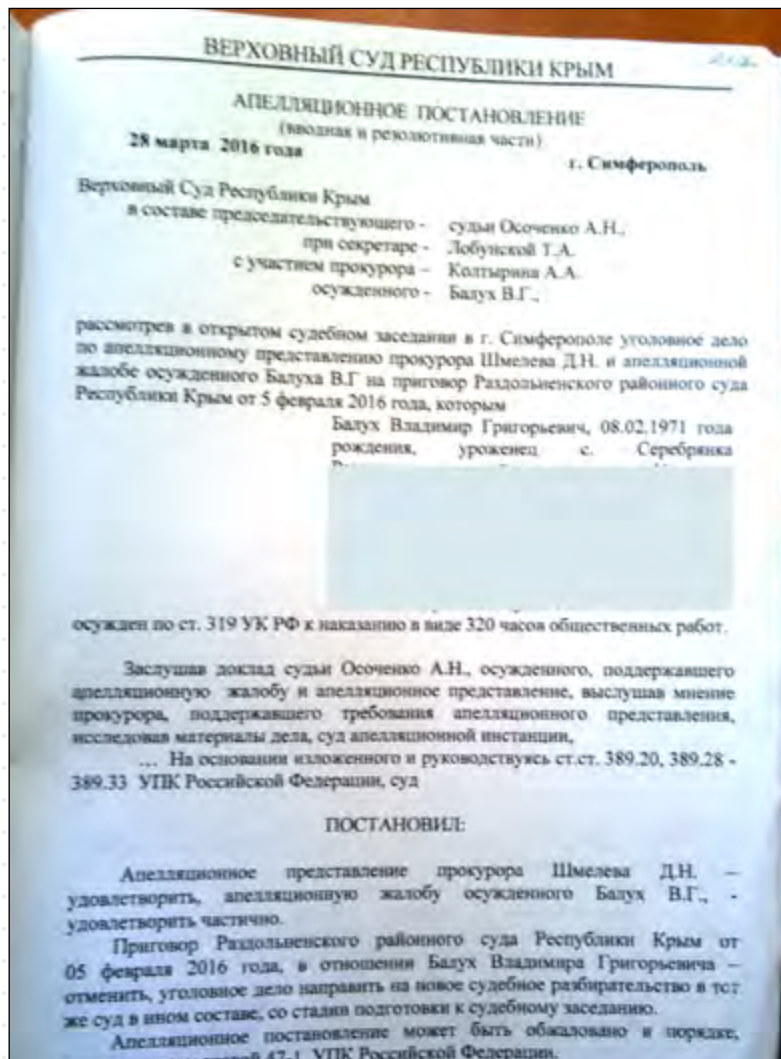 ВЕРХОВНЫЙ СУД РЕСПУБЛИКИ КРЫМ
АПЕЛЛЯЦИОННОЕ ПОСТАНОВЛЕНИЕ
(вводная и резолютивная части)
28 марта 2016 года
г. Симферополь
Верховный Суд Республики Крым
в составе председательствующего - судьи Осоченко А.Н.,
при секретаре - Лобунской Т.А.
с участием прокурора – Колтырина А.А.
осужденного - Балух В.Г.,
рассмотрев в открытом судебном заседании в г. Симферополе уголовное дело
по апелляционному представлению прокурора Шмелева Д.Н. и апелляционной
жалобе осужденного Балуха В.Г на приговор Раздольненского районного суда
Республики Крым от 5 февраля 2016 года, которым
Балух Владимир Григорьевич, 08.02.1971 года
рождения, уроженец с. Серебрянка
осужден по ст. 319 УК РФ к наказанию в виде 320 часов общественных работ.
Заслушав доклад судьи Осоченко А.Н., осужденного, поддержавшего
апелляционную жалобу и апелляционное представление, выслушав мнение
прокурора, поддержавшего требования апелляционного представления,
исследовав материалы дела, суд апелляционной инстанции,
... На основании изложенного и руководствуясь ст.ст. 389.20, 389.28 -
389.33 УПК Российской Федерации, суд
ПОСТАНОВИЛ:
Апелляционное представление прокурора Шмелева Д.Н. –
удовлетворить, апелляционную жалобу осужденного Балух В.Г., -
удовлетворить частично.
Приговор Раздольненского районного суда Республики Крым от
05 февраля 2016 года, в отношении Балух Владимира Григорьевича –
отменить, уголовное дело направить на новое судебное разбирательство в тот
же суд в ином составе, со стадии подготовки к судебному заседанию.
Апелляционное постановление может быть обжаловано в порядке,
47-1 УПК Российской Федерации.